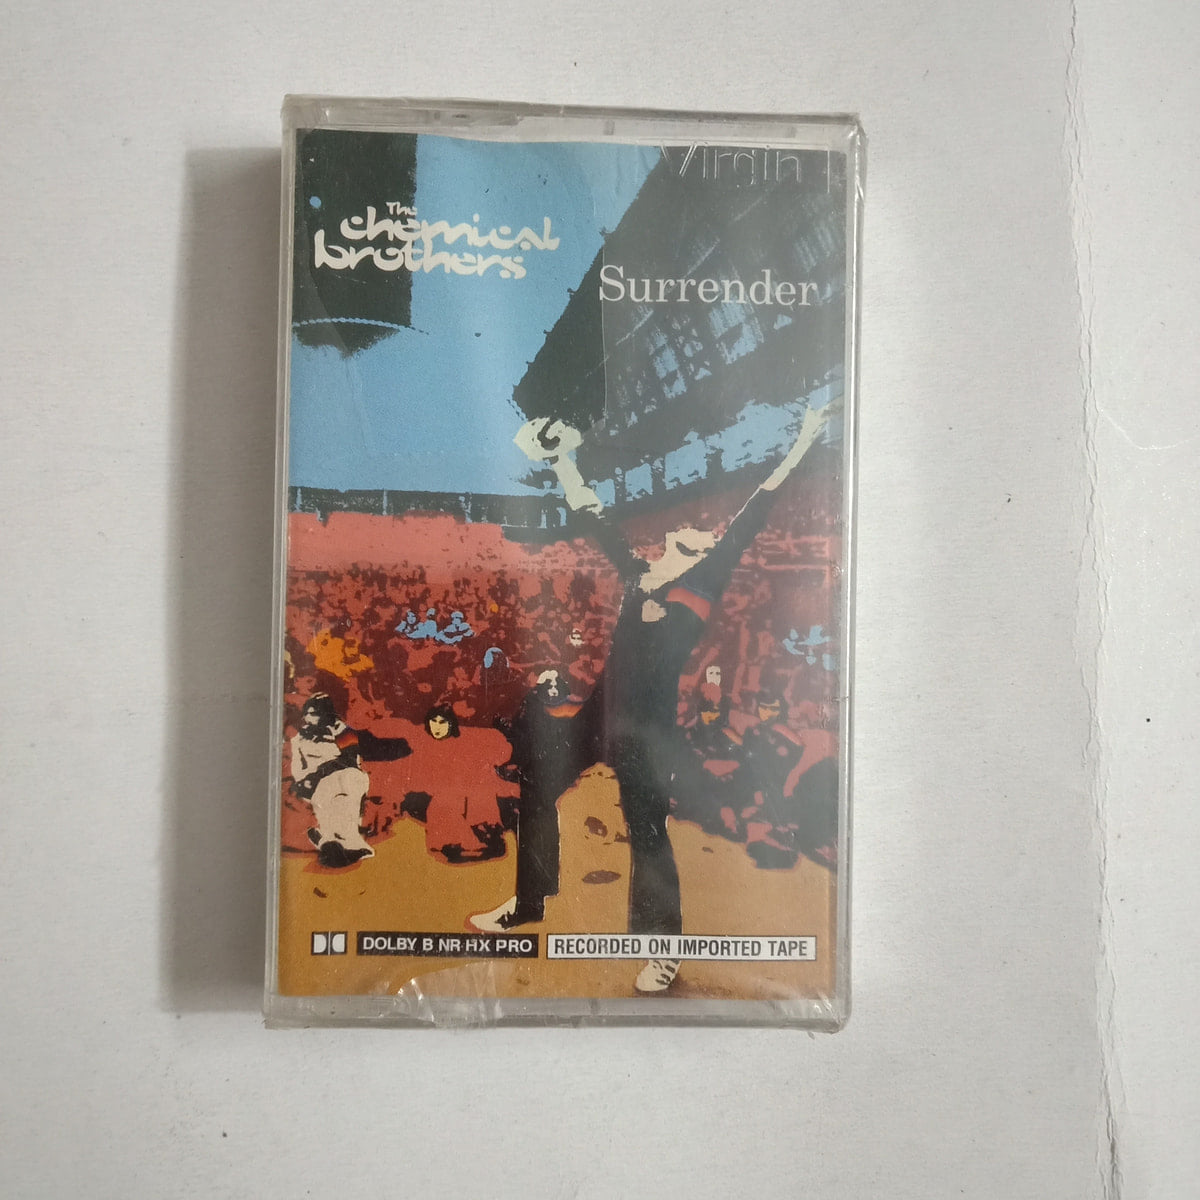 Virgin
The
chemical
brothers
Surrender
DOLBY B NR HX PRO
RECORDED ON IMPORTED TAPE